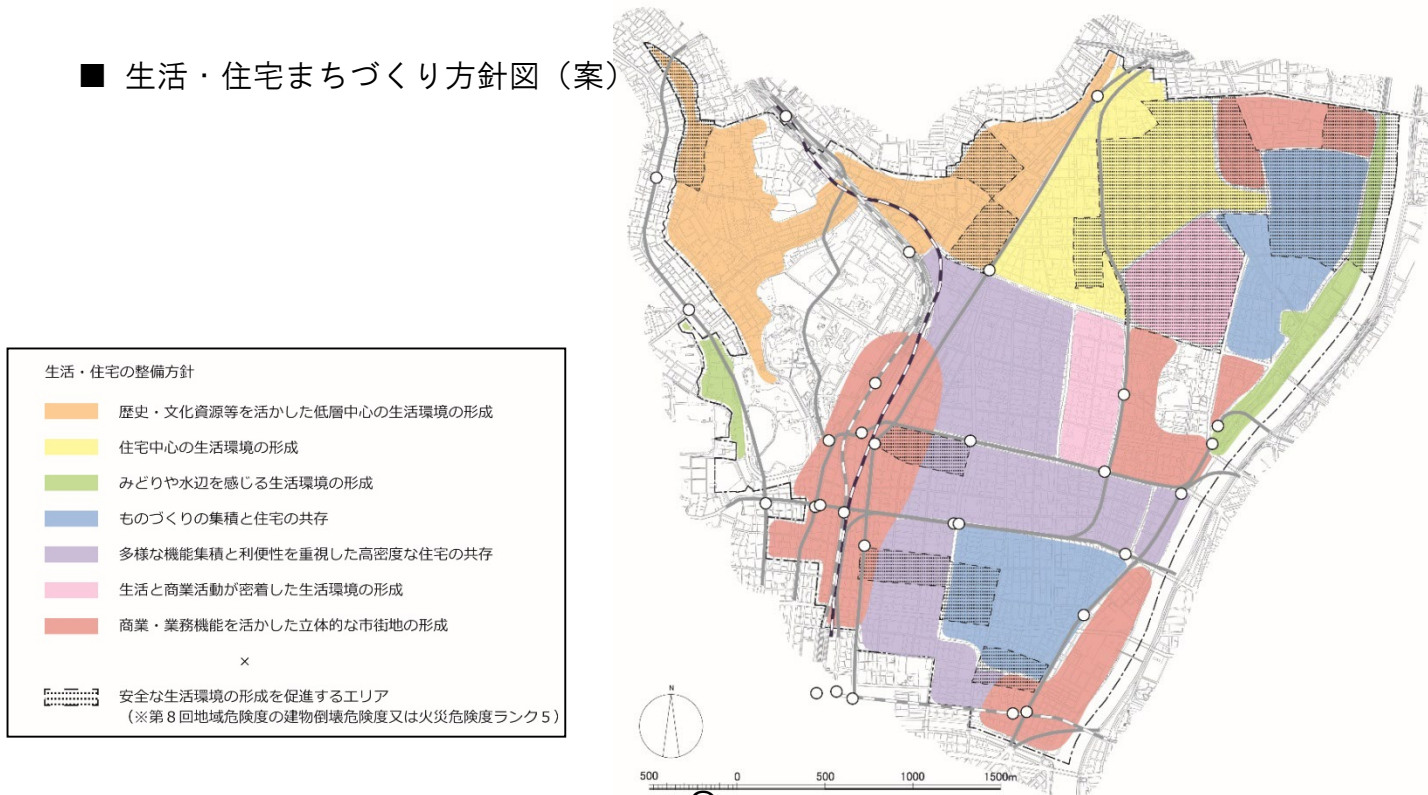 ■ 生活・住宅まちづくり方針図（案）
生活・住宅の整備方針
歴史・文化資源等を活かした低層中心の生活環境の形成
住宅中心の生活環境の形成
みどりや水辺を感じる生活環境の形成
ものづくりの集積と住宅の共存
多様な機能集積と利便性を重視した高密度な住宅の共存
生活と商業活動が密着した生活環境の形成
商業・業務機能を活かした立体的な市街地の形成
×
安全な生活環境の形成を促進するエリア
（※第８回地域危険度の建物倒壊危険度又は火災危険度ランク５）
N
500 0 500 1000 1500m